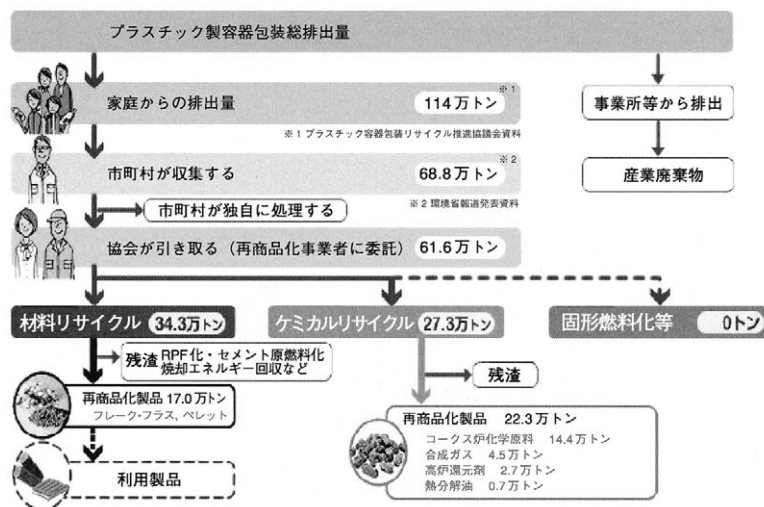 プラスチック製容器包装総排出量
家庭からの排出量 114万トン ※1
※1 プラスチック容器包装リサイクル推進協議会資料
事業所等から排出
市町村が収集する 68.8万トン ※2
※2 環境省報道発表資料
産業廃棄物
市町村が独自に処理する
協会が引き取る（再商品化事業者に委託） 61.6万トン
材料リサイクル 34.3万トン
ケミカルリサイクル 27.3万トン
固形燃料化等 0トン
残渣 RPF化・セメント原燃料化
焼却エネルギー回収など
残渣
再商品化製品 17.0万トン
フレーク・フラス、ペレット
利用製品
再商品化製品 22.3万トン
コークス炉化学原料 14.4万トン
合成ガス 4.5万トン
高炉還元剤 2.7万トン
熱分解油 0.7万トン